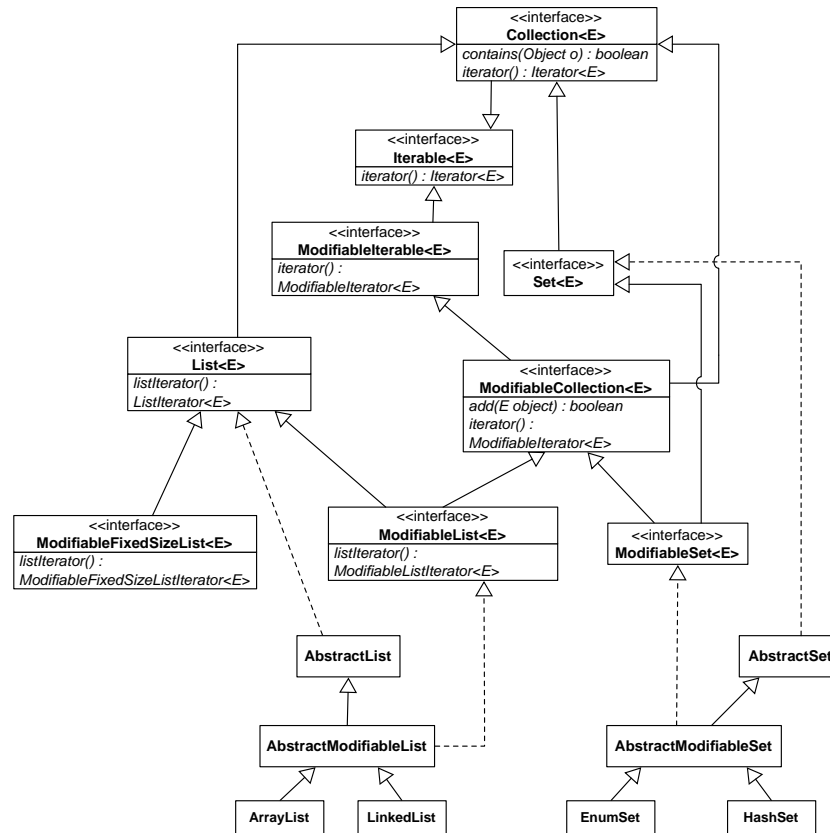 <<interface>>
Collection<E>
contains(Object o) : boolean
iterator() : Iterator<E>
<<interface>>
Iterable<E>
iterator() : Iterator<E>
<<interface>>
ModifiableIterable<E>
iterator() :
ModifiableIterator<E>
<<interface>>
Set<E>
<<interface>>
List<E>
listIterator() :
ListIterator<E>
<<interface>>
ModifiableCollection<E>
add(E object) : boolean
iterator() :
ModifiableIterator<E>
<<interface>>
ModifiableFixedSizeList<E>
listIterator() :
ModifiableFixedSizeListIterator<E>
<<interface>>
ModifiableList<E>
listIterator() :
ModifiableListIterator<E>
<<interface>>
ModifiableSet<E>
AbstractList
AbstractSet
AbstractModifiableList
AbstractModifiableSet
ArrayList
LinkedList
EnumSet
HashSet